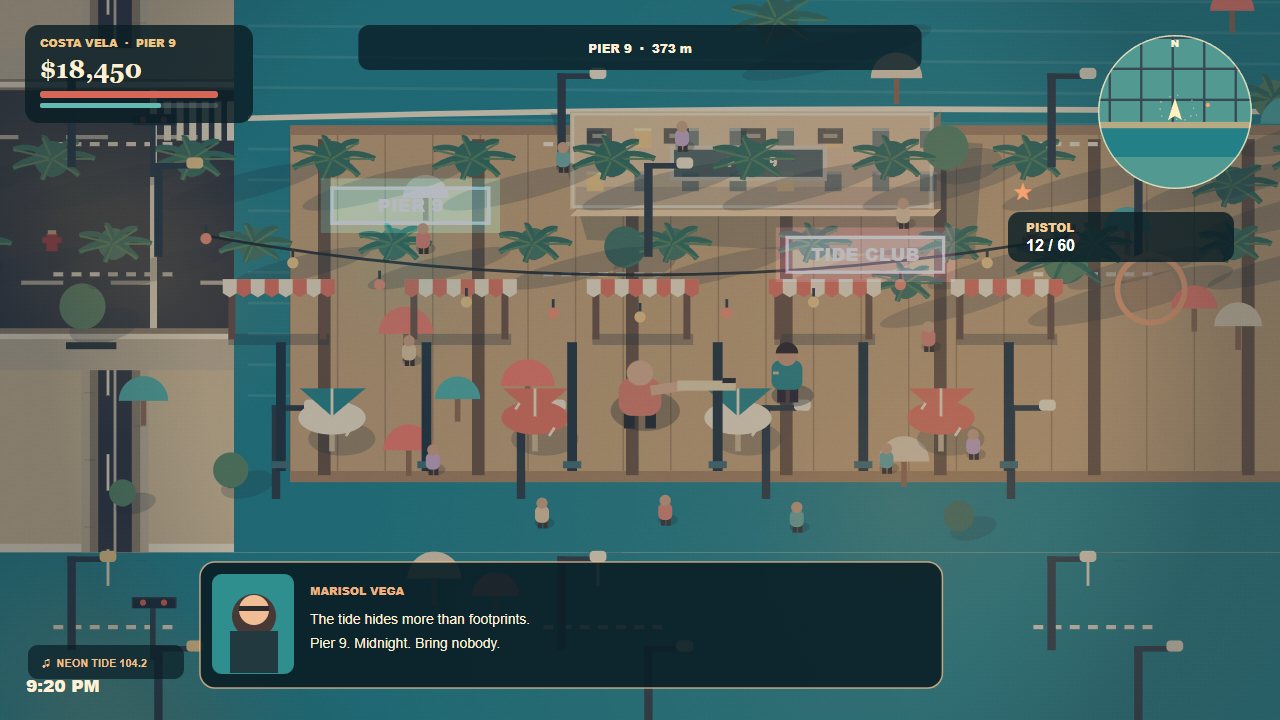 COSTA VELA · PIER 9
$18,450
PIER 9 · 373 m
N
PIER 9
TIDE CLUB
PISTOL
12 / 60
MARISOL VEGA
The tide hides more than footprints.
Pier 9. Midnight. Bring nobody.
♫ NEON TIDE 104.2
9:20 PM